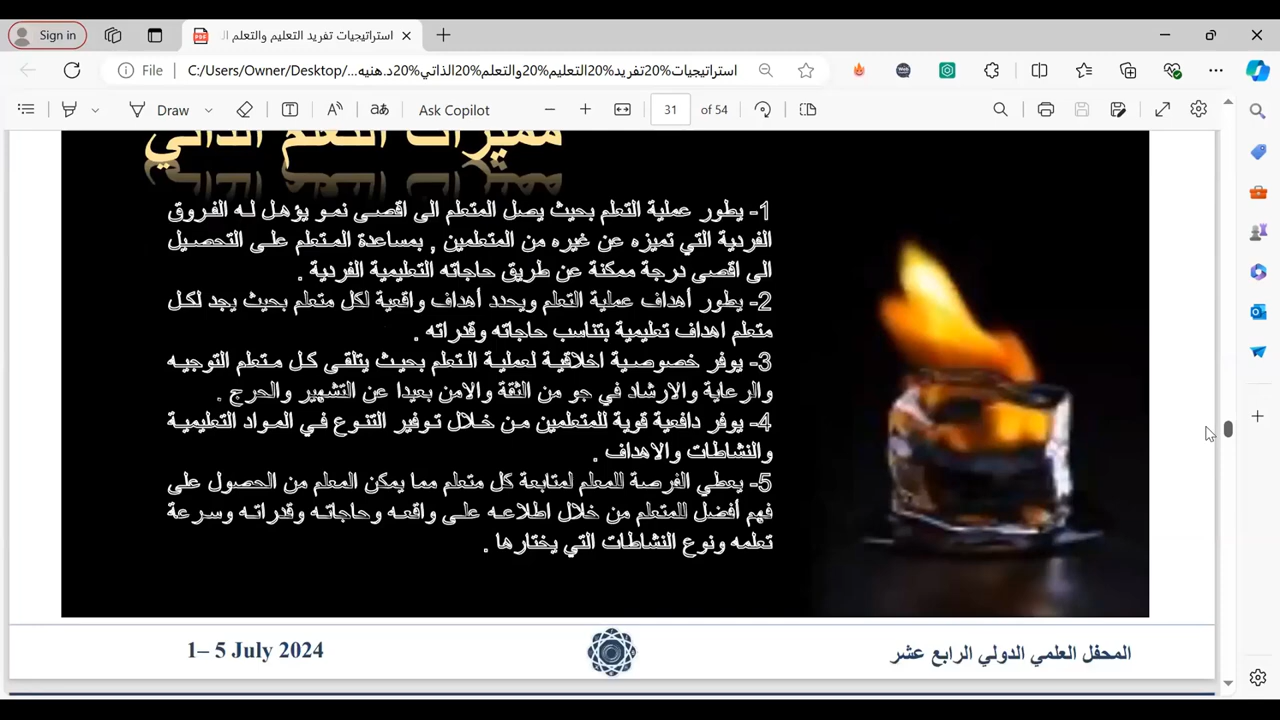 Sign in
استراتيجيات تفريد التعليم والتعلم ال
File
C:/Users/Owner/Desktop/استراتيجيات%20تفريد%20التعليم%20والتعلم%20الذاتي%20د.هنيه...
Draw
Ask Copilot
31 of 54
مميزات التعلم الذاتي
1- يطور عملية التعلم بحيث يصل المتعلم الى اقصى نمو يؤهل له الفروق
الفردية التي تميزه عن غيره من المتعلمين , بمساعدة المتعلم على التحصيل
الى اقصى درجة ممكنة عن طريق حاجاته التعليمية الفردية .
2- يطور أهداف عملية التعلم ويحدد أهداف واقعية لكل متعلم بحيث يجد لكل
متعلم اهداف تعليمية بتناسب حاجاته وقدراته .
3- يوفر خصوصية اخلاقية لعملية التعلم بحيث يتلقى كل متعلم التوجيه
والرعاية والارشاد في جو من الثقة والامن بعيدا عن التشهير والحرج .
4- يوفر دافعية قوية للمتعلمين من خلال توفير التنوع في المواد التعليمية
والنشاطات والاهداف .
5- يعطي الفرصة للمعلم لمتابعة كل متعلم مما يمكن المعلم من الحصول على
فهم أفضل للمتعلم من خلال اطلاعه على واقعه وحاجاته وقدراته وسرعة
تعلمه ونوع النشاطات التي يختارها .
1– 5 July 2024
المحفل العلمي الدولي الرابع عشر